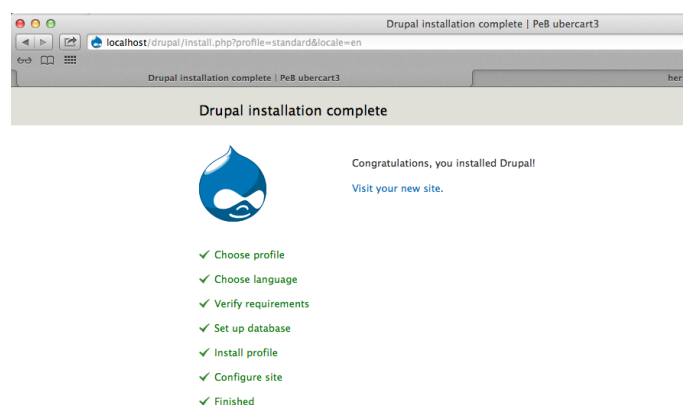 Drupal installation complete | PeB ubercart3
localhost/drupal/install.php?profile=standard&locale=en
Drupal installation complete | PeB ubercart3
her
Drupal installation complete
Congratulations, you installed Drupal!
Visit your new site.
Choose profile
Choose language
Verify requirements
Set up database
Install profile
Configure site
Finished